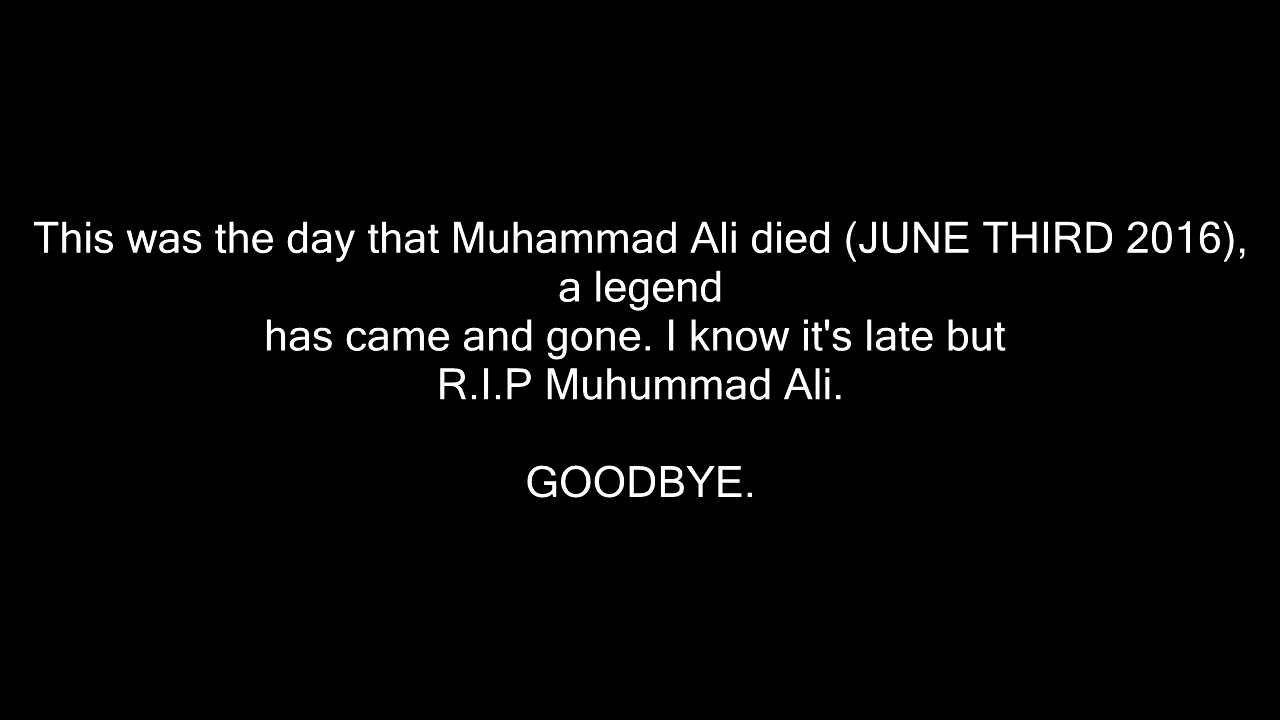 This was the day that Muhammad Ali died (JUNE THIRD 2016),
a legend
has came and gone. I know it's late but
R.I.P Muhummad Ali.
GOODBYE.